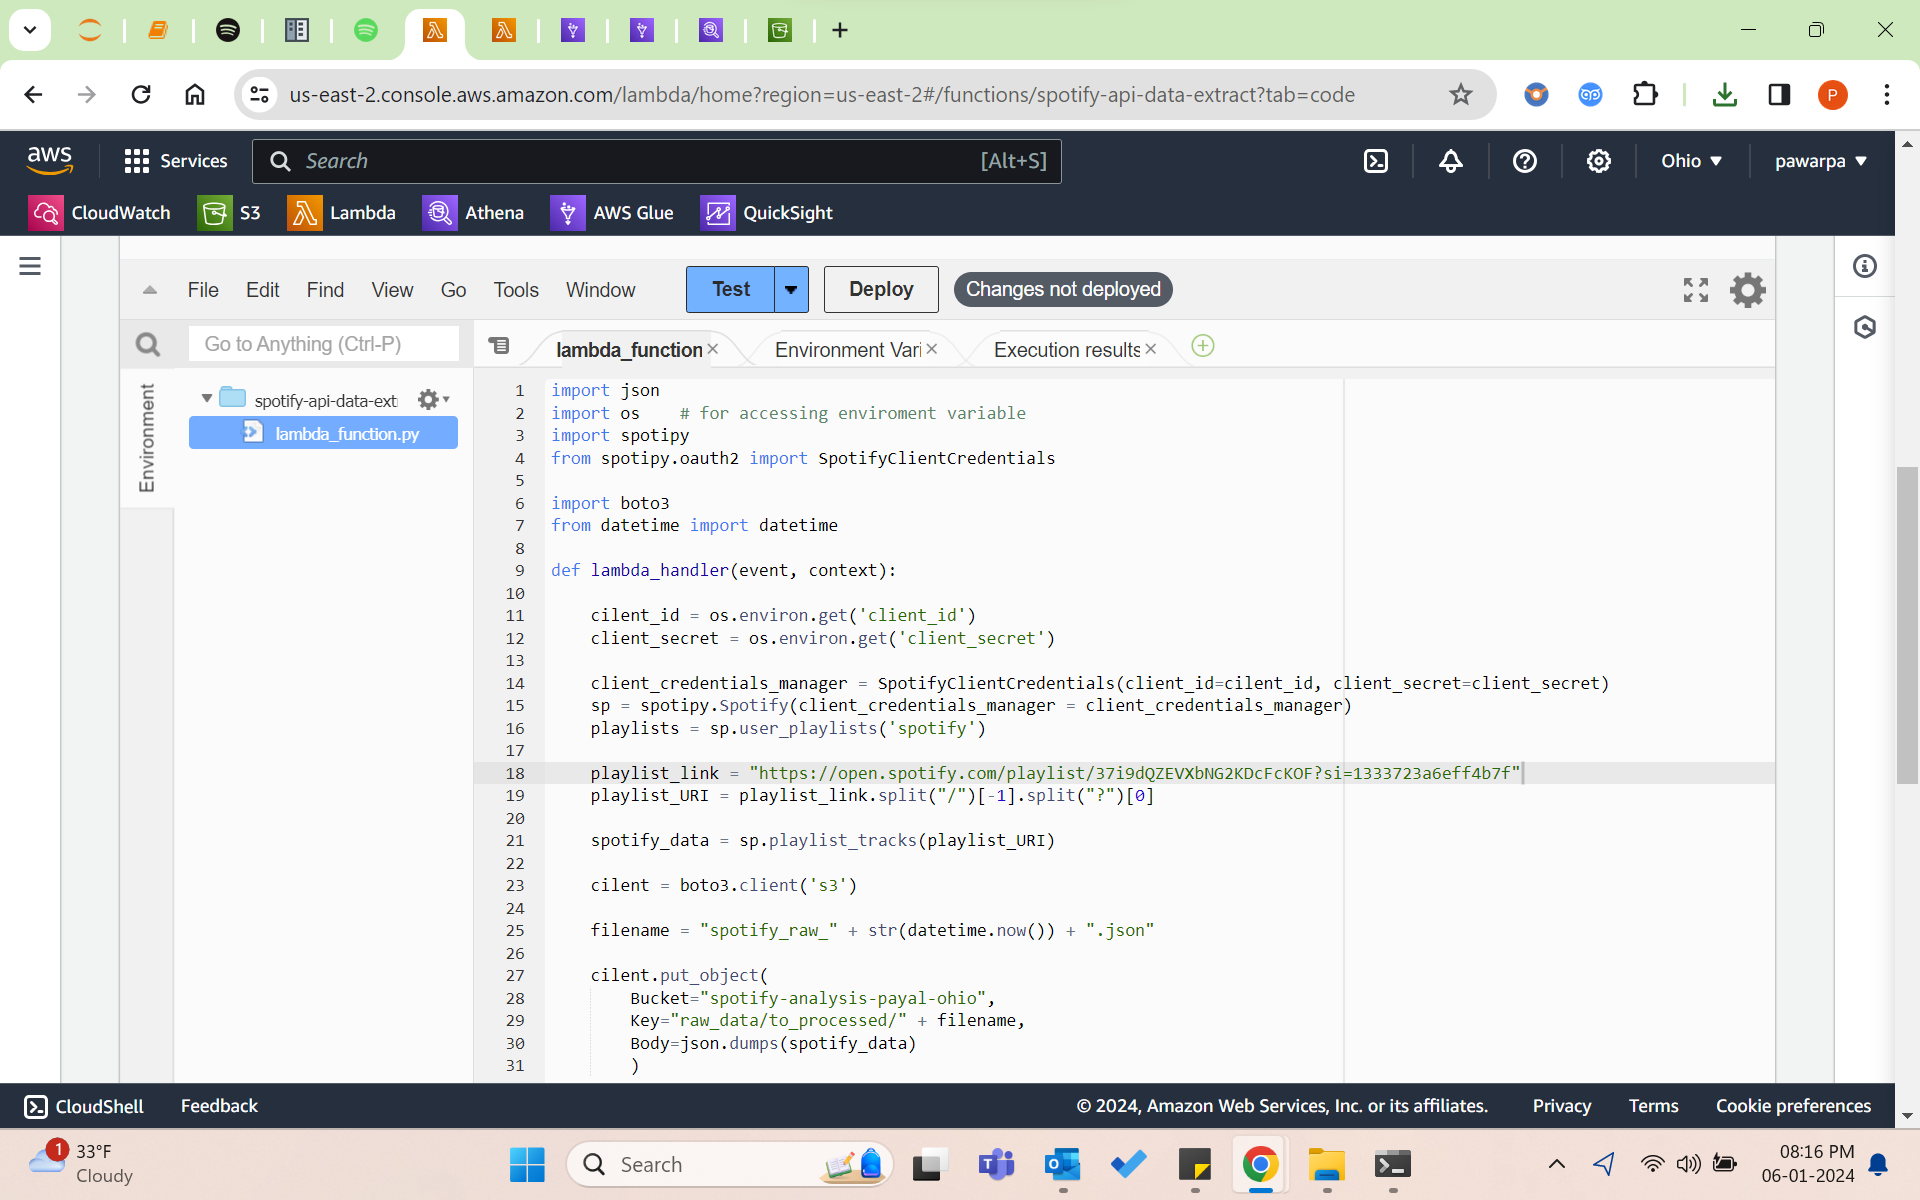 us-east-2.console.aws.amazon.com/lambda/home?region=us-east-2#/functions/spotify-api-data-extract?tab=code
P
aws
Services
Search
[Alt+S]
Ohio
pawarpa
CloudWatch
S3
Lambda
Athena
AWS Glue
QuickSight
File Edit Find View Go Tools Window
Test
Deploy
Changes not deployed
Go to Anything (Ctrl-P)
lambda_function
Environment Vari
Execution results
Environment
spotify-api-data-ext
lambda_function.py
1 import json
2 import os    # for accessing enviroment variable
3 import spotipy
4 from spotipy.oauth2 import SpotifyClientCredentials
5
6 import boto3
7 from datetime import datetime
8
9 def lambda_handler(event, context):
10
11     cilent_id = os.environ.get('client_id')
12     client_secret = os.environ.get('client_secret')
13
14     client_credentials_manager = SpotifyClientCredentials(client_id=cilent_id, client_secret=client_secret)
15     sp = spotipy.Spotify(client_credentials_manager = client_credentials_manager)
16     playlists = sp.user_playlists('spotify')
17
18     playlist_link = "https://open.spotify.com/playlist/37i9dQZEVXbNG2KDcFcKOF?si=1333723a6eff4b7f"
19     playlist_URI = playlist_link.split("/")[-1].split("?")[0]
20
21     spotify_data = sp.playlist_tracks(playlist_URI)
22
23     cilent = boto3.client('s3')
24
25     filename = "spotify_raw_" + str(datetime.now()) + ".json"
26
27     cilent.put_object(
28         Bucket="spotify-analysis-payal-ohio",
29         Key="raw_data/to_processed/" + filename,
30         Body=json.dumps(spotify_data)
31         )
CloudShell
Feedback
© 2024, Amazon Web Services, Inc. or its affiliates.
Privacy
Terms
Cookie preferences
1
33°F
Cloudy
Search
08:16 PM
06-01-2024